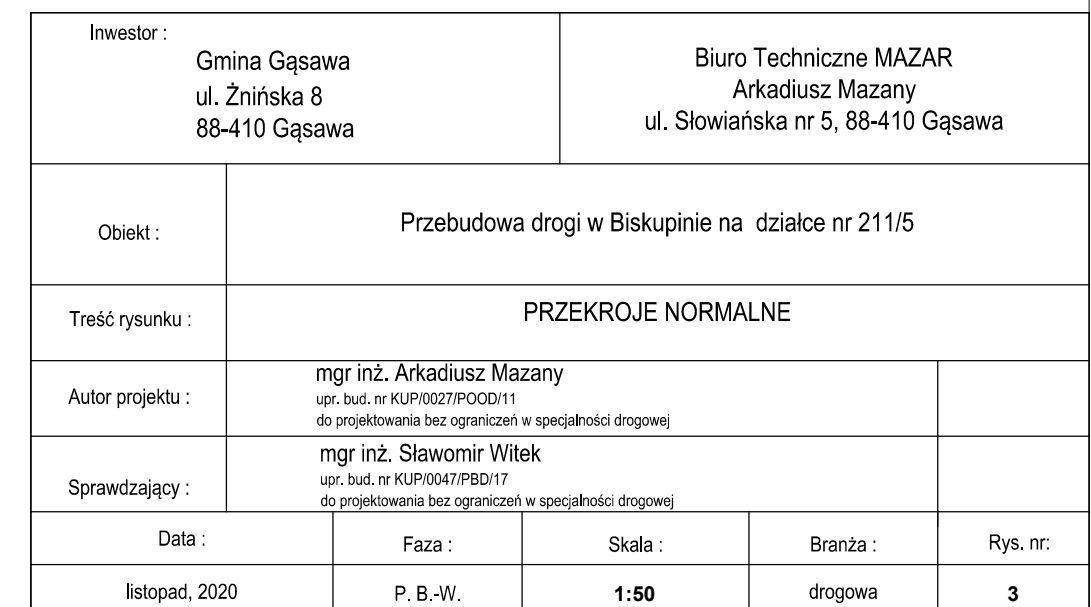 Inwestor :
Gmina Gąsawa
ul. Żnińska 8
88-410 Gąsawa
Biuro Techniczne MAZAR
Arkadiusz Mazany
ul. Słowiańska nr 5, 88-410 Gąsawa
Obiekt :
Przebudowa drogi w Biskupinie na działce nr 211/5
Treść rysunku :
PRZEKROJE NORMALNE
Autor projektu :
mgr inż. Arkadiusz Mazany
upr. bud. nr KUP/0027/POOD/11
do projektowania bez ograniczeń w specjalności drogowej
Sprawdzający :
mgr inż. Sławomir Witek
upr. bud. nr KUP/0047/PBD/17
do projektowania bez ograniczeń w specjalności drogowej
Data :
Faza :
Skala :
Branża :
Rys. nr:
listopad, 2020
P. B.-W.
1:50
drogowa
3